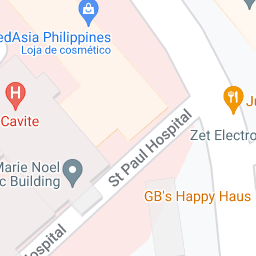 edAsia Philippines
Loja de cosmético
H
Cavite
Ju
Zet Electro
St Paul Hospital
Marie Noel
c Building
GB's Happy Haus
Hospital